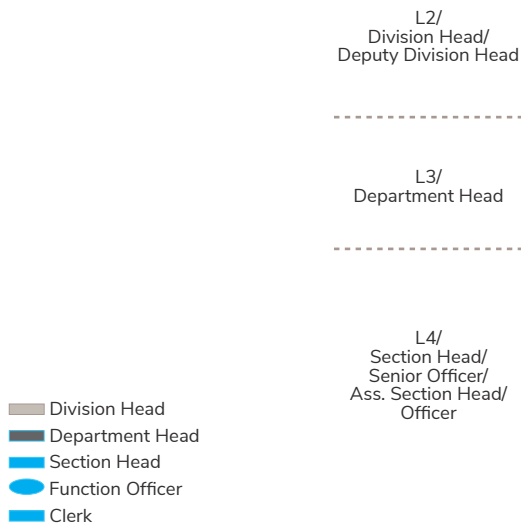 L2/
Division Head/
Deputy Division Head
L3/
Department Head
L4/
Section Head/
Senior Officer/
Ass. Section Head/
Officer
Division Head
Department Head
Section Head
Function Officer
Clerk